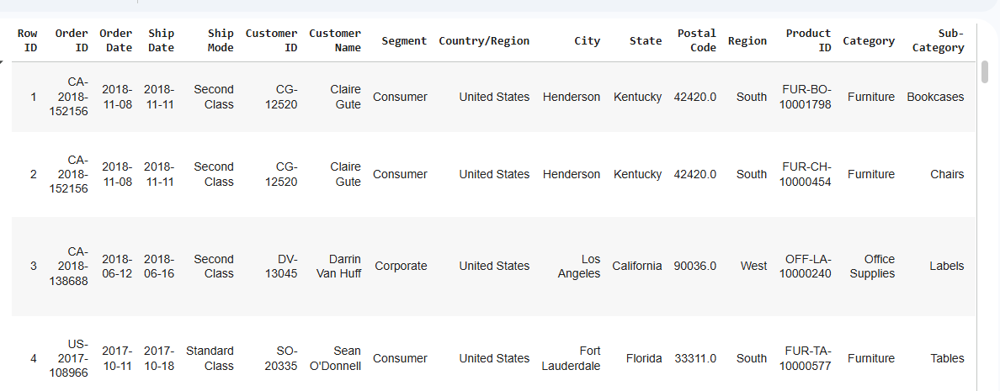 Row ID Order ID Order Date Ship Date Ship Mode Customer ID Customer Name Segment Country/Region City State Postal Code Region Product ID Category Sub-Category
1 CA-2018-152156 2018-11-08 2018-11-11 Second Class CG-12520 Claire Gute Consumer United States Henderson Kentucky 42420.0 South FUR-BO-10001798 Furniture Bookcases
2 CA-2018-152156 2018-11-08 2018-11-11 Second Class CG-12520 Claire Gute Consumer United States Henderson Kentucky 42420.0 South FUR-CH-10000454 Furniture Chairs
3 CA-2018-138688 2018-06-12 2018-06-16 Second Class DV-13045 Darrin Van Huff Corporate United States Los Angeles California 90036.0 West OFF-LA-10000240 Office Supplies Labels
4 US-2017-108966 2017-10-11 2017-10-18 Standard Class SO-20335 Sean O'Donnell Consumer United States Fort Lauderdale Florida 33311.0 South FUR-TA-10000577 Furniture Tables